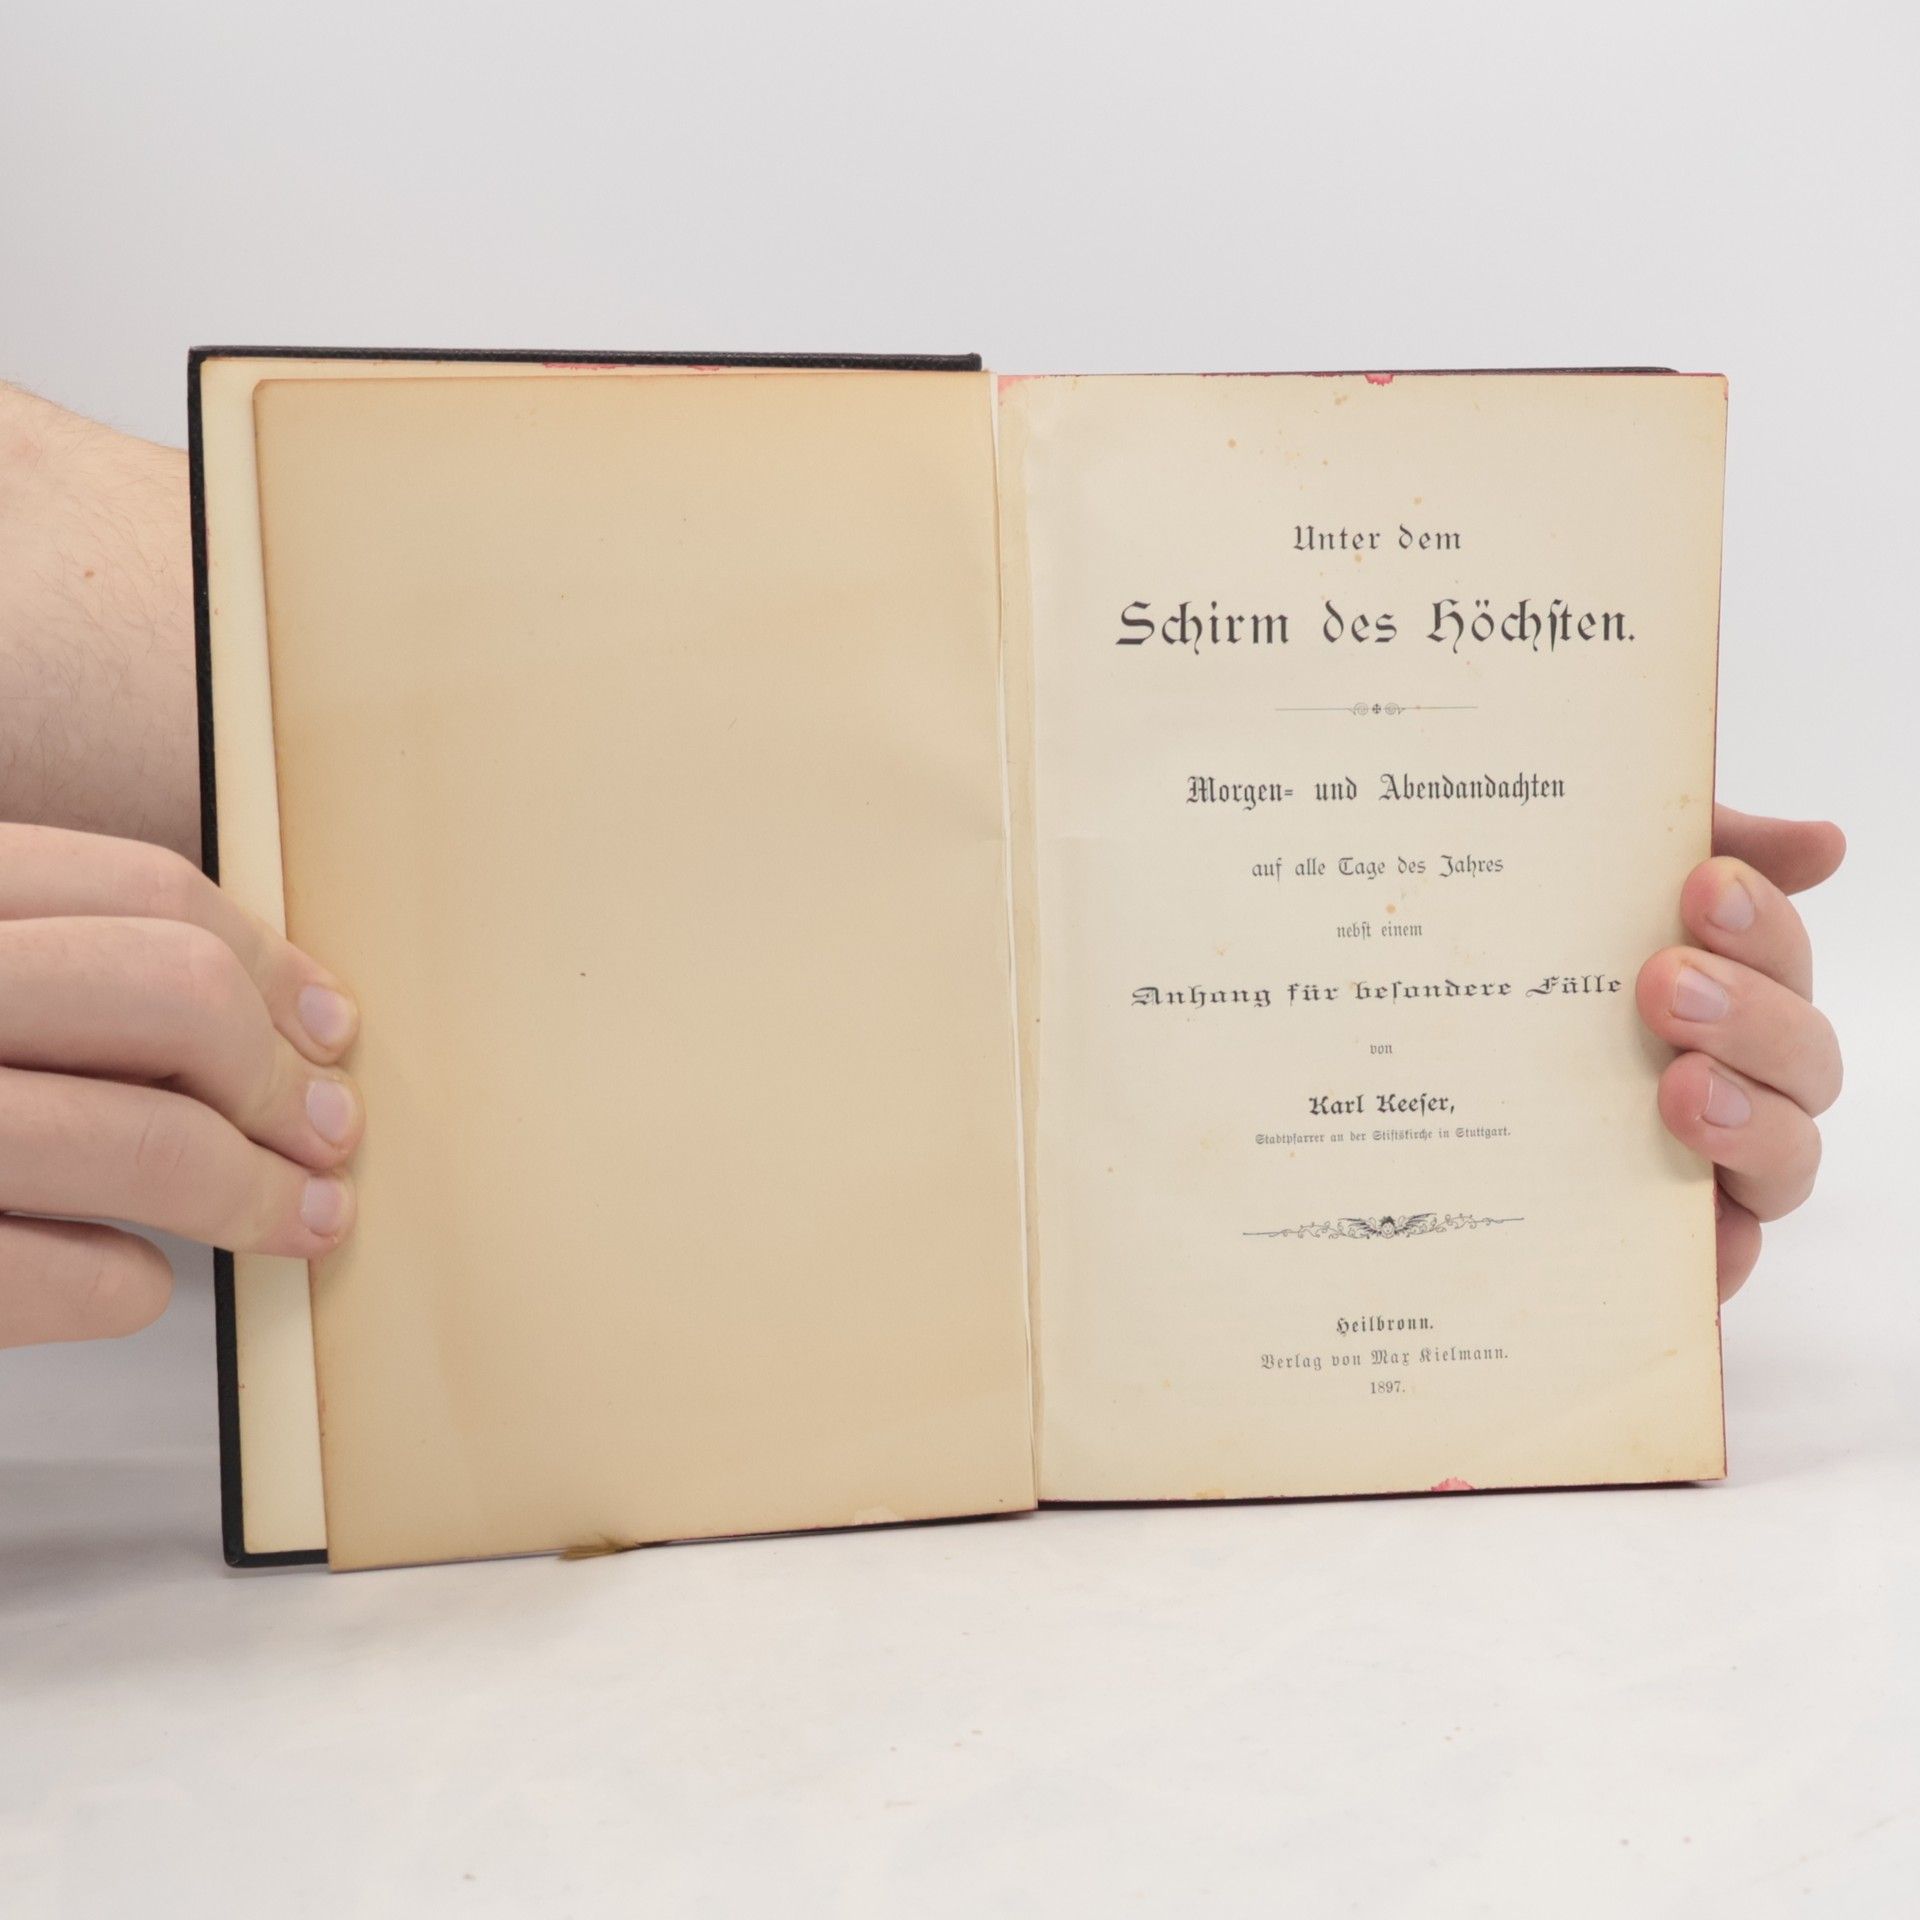 Unter dem
Schirm des Höchſten.
Morgen- und Abendandachten
auf alle Tage des Jahres
nebſt einem
Anhang für beſondere Fälle
von
Karl Keeſer,
Stadtpfarrer an der Stiftskirche in Stuttgart.
Heilbronn.
Verlag von Max Kielmann.
1897.